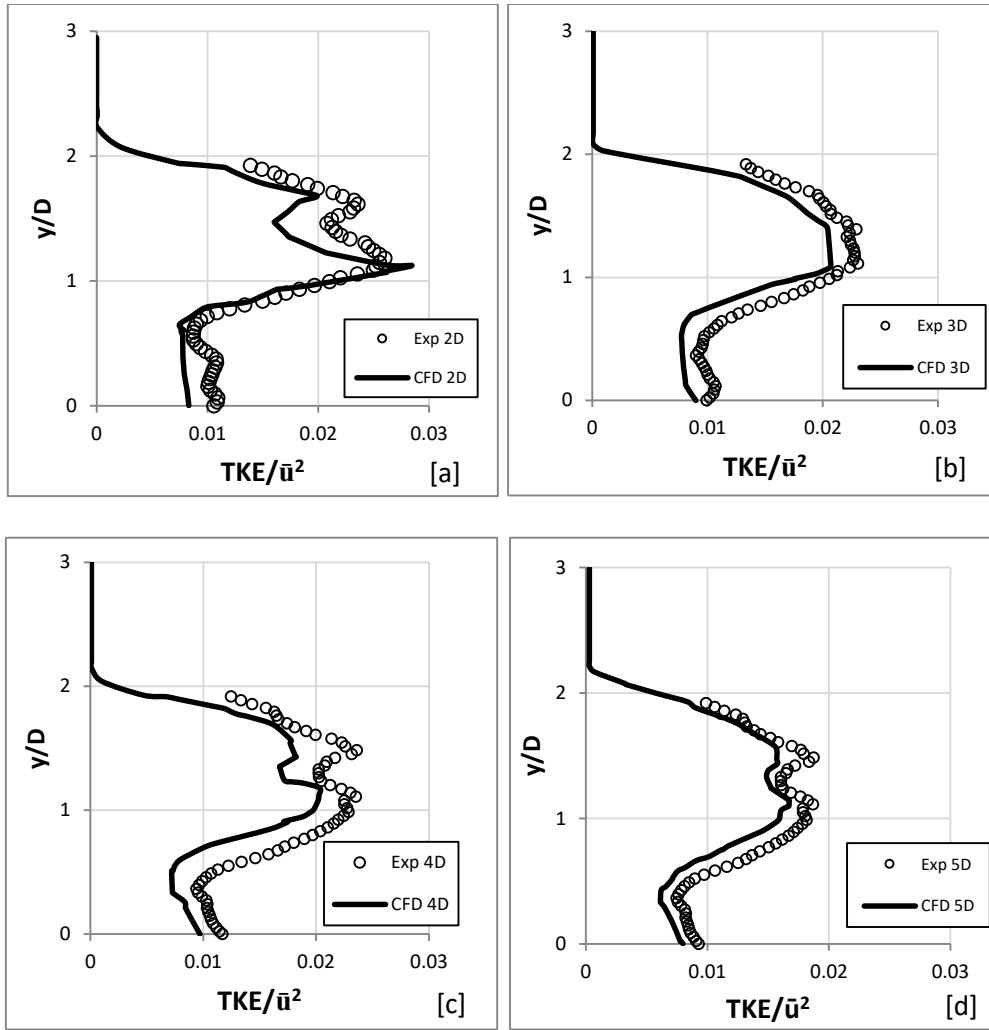 3
2
1
0
y/D
0
0.01
0.02
0.03
TKE/ū²
[a]
Exp 2D
CFD 2D
3
2
1
0
y/D
0
0.01
0.02
0.03
TKE/ū²
[b]
Exp 3D
CFD 3D
3
2
1
0
y/D
0
0.01
0.02
0.03
TKE/ū²
[c]
Exp 4D
CFD 4D
3
2
1
0
y/D
0
0.01
0.02
0.03
TKE/ū²
[d]
Exp 5D
CFD 5D